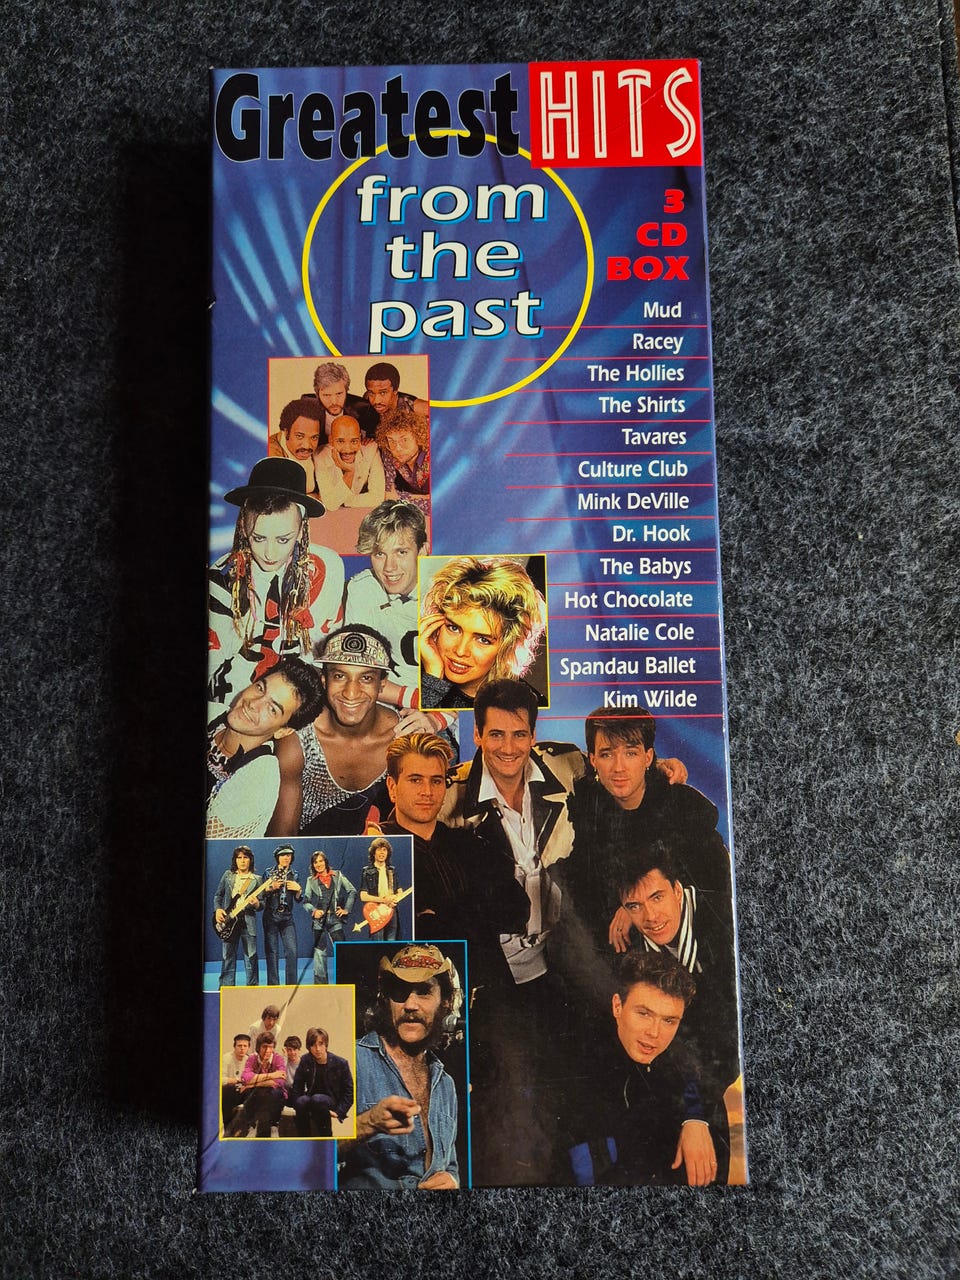 Greatest HITS
from
the
past
3
CD
BOX
Mud
Racey
The Hollies
The Shirts
Tavares
Culture Club
Mink DeVille
Dr. Hook
The Babys
Hot Chocolate
Natalie Cole
Spandau Ballet
Kim Wilde